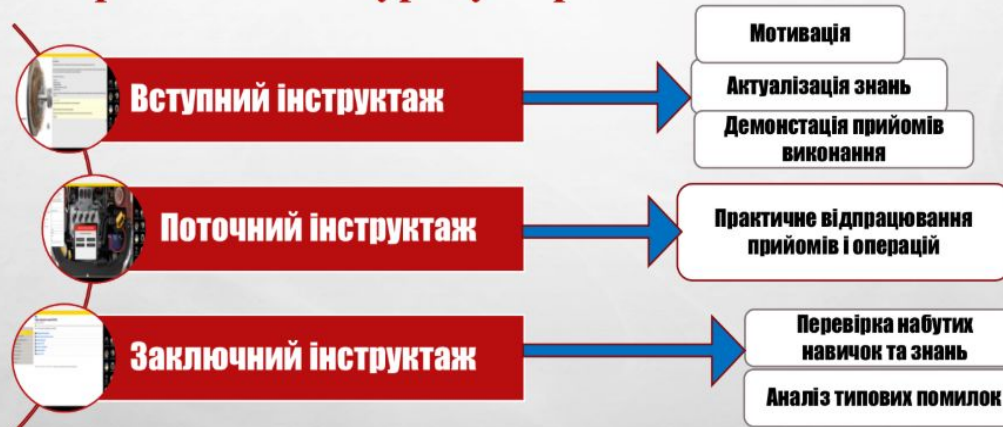 Вступний інструктаж
Мотивація
Актуалізація знань
Демонстація прийомів
виконання
Поточний інструктаж
Практичне відпрацювання
прийомів і операцій
Заключний інструктаж
Перевірка набутих
навичок та знань
Аналіз типових помилок